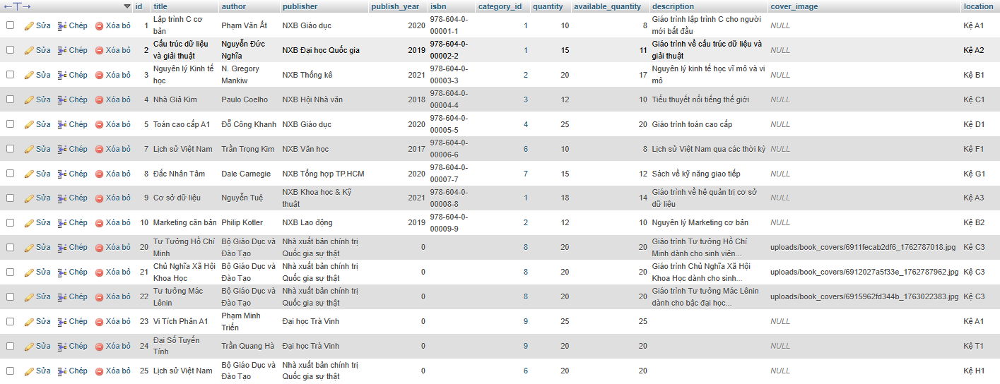 id title author publisher publish_year isbn category_id quantity available_quantity description cover_image location
Sửa Chép Xóa bỏ 1 Lập trình C cơ bản Phạm Văn Ất NXB Giáo dục 2020 978-604-0-00001-1 1 10 8 Giáo trình lập trình C cho người mới bắt đầu NULL Kệ A1
Sửa Chép Xóa bỏ 2 Cấu trúc dữ liệu và giải thuật Nguyễn Đức Nghĩa NXB Đại học Quốc gia 2019 978-604-0-00002-2 1 15 11 Giáo trình về cấu trúc dữ liệu và giải thuật NULL Kệ A2
Sửa Chép Xóa bỏ 3 Nguyên lý Kinh tế học N. Gregory Mankiw NXB Thống kê 2021 978-604-0-00003-3 2 20 17 Nguyên lý kinh tế học vĩ mô và vi mô NULL Kệ B1
Sửa Chép Xóa bỏ 4 Nhà Giả Kim Paulo Coelho NXB Hội Nhà văn 2018 978-604-0-00004-4 3 12 10 Tiểu thuyết nổi tiếng thế giới NULL Kệ C1
Sửa Chép Xóa bỏ 5 Toán cao cấp A1 Đỗ Công Khanh NXB Giáo dục 2020 978-604-0-00005-5 4 25 20 Giáo trình toán cao cấp NULL Kệ D1
Sửa Chép Xóa bỏ 7 Lịch sử Việt Nam Trần Trọng Kim NXB Văn học 2017 978-604-0-00006-6 6 10 8 Lịch sử Việt Nam qua các thời kỳ NULL Kệ F1
Sửa Chép Xóa bỏ 8 Đắc Nhân Tâm Dale Carnegie NXB Tổng hợp TP.HCM 2020 978-604-0-00007-7 7 15 12 Sách về kỹ năng giao tiếp NULL Kệ G1
Sửa Chép Xóa bỏ 9 Cơ sở dữ liệu Nguyễn Tuệ NXB Khoa học & Kỹ thuật 2021 978-604-0-00008-8 1 18 14 Giáo trình về hệ quản trị cơ sở dữ liệu NULL Kệ A3
Sửa Chép Xóa bỏ 10 Marketing căn bản Philip Kotler NXB Lao động 2019 978-604-0-00009-9 2 12 10 Nguyên lý Marketing cơ bản NULL Kệ B2
Sửa Chép Xóa bỏ 20 Tư Tưởng Hồ Chí Minh Bộ Giáo Dục và Đào Tạo Nhà xuất bản chính trị Quốc gia sự thật 0 8 20 20 Giáo trình Tư tưởng Hồ Chí Minh dành cho sinh viên... uploads/book_covers/6911fecab2df6_1762787018.jpg Kệ C3
Sửa Chép Xóa bỏ 21 Chủ Nghĩa Xã Hội Khoa Học Bộ Giáo Dục và Đào Tạo Nhà xuất bản chính trị Quốc gia sự thật 0 8 20 20 Giáo trình Chủ Nghĩa Xã Hội Khoa Học dành cho sinh... uploads/book_covers/6912027a5f33e_1762787962.jpg Kệ C3
Sửa Chép Xóa bỏ 22 Tư tưởng Mác Lênin Bộ Giáo Dục và Đào Tạo Nhà xuất bản chính trị Quốc gia sự thật 0 8 20 20 Giáo trình Tư tưởng Mác Lênin dành cho bậc đại học... uploads/book_covers/6915962fd344b_1763022383.jpg Kệ C3
Sửa Chép Xóa bỏ 23 Vi Tích Phân A1 Phạm Minh Triển Đại học Trà Vinh 0 9 25 25 NULL Kệ A1
Sửa Chép Xóa bỏ 24 Đại Số Tuyến Tính Trần Quang Hà Đại học Trà Vinh 0 9 20 20 NULL Kệ T1
Sửa Chép Xóa bỏ 25 Lịch sử Việt Nam Bộ Giáo Dục và Đào Tạo Nhà xuất bản chính trị Quốc gia sự thật 0 6 20 20 NULL Kệ H1